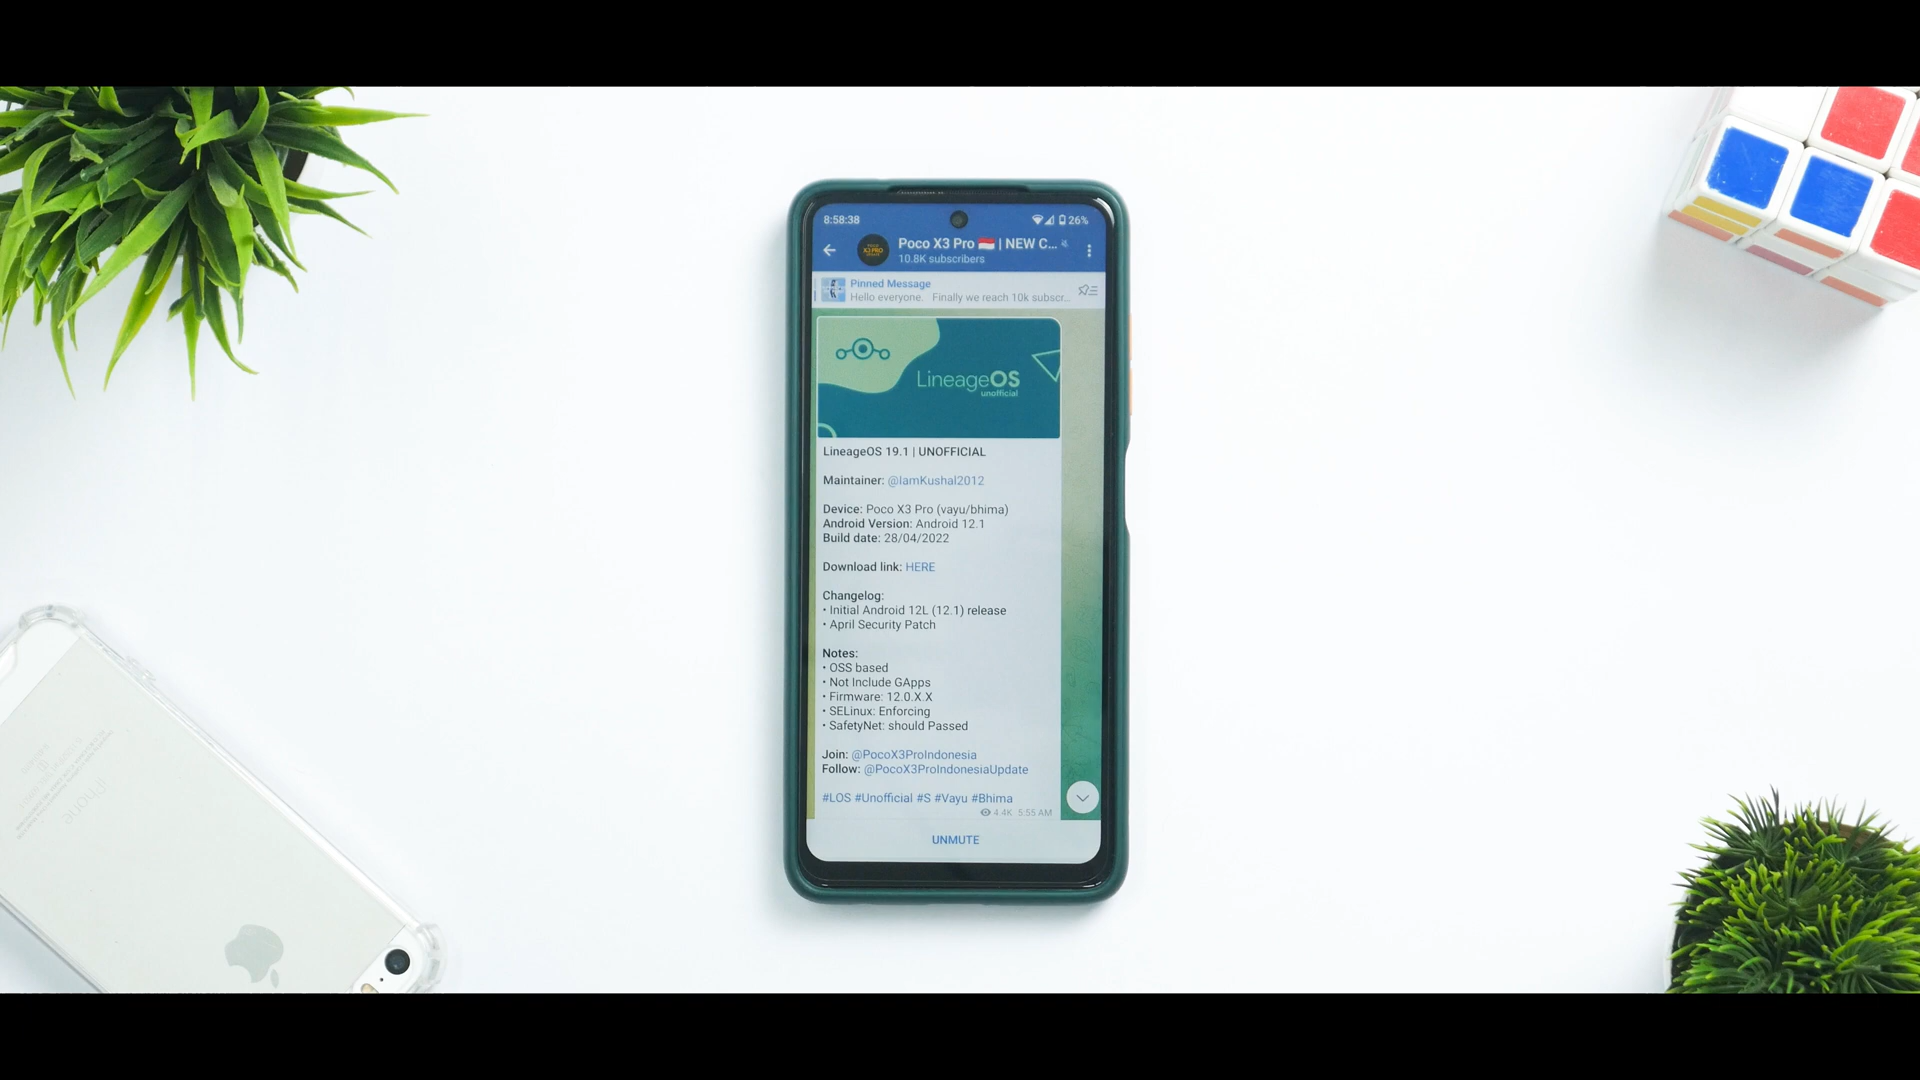 8:58:38
26%
Poco X3 Pro 🇮🇩 | NEW C...
10.8K subscribers
Pinned Message
Hello everyone. Finally we reach 10k subscr...
LineageOS
unofficial
LineageOS 19.1 | UNOFFICIAL
Maintainer: @IamKushal2012
Device: Poco X3 Pro (vayu/bhima)
Android Version: Android 12.1
Build date: 28/04/2022
Download link: HERE
Changelog:
• Initial Android 12L (12.1) release
• April Security Patch
Notes:
• OSS based
• Not Include GApps
• Firmware: 12.0.X.X
• SELinux: Enforcing
• SafetyNet: should Passed
Join: @PocoX3ProIndonesia
Follow: @PocoX3ProIndonesiaUpdate
#LOS #Unofficial #S #Vayu #Bhima
4.4K 5:55 AM
UNMUTE
iPhone